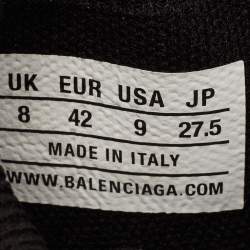 UK EUR USA JP
8 42 9 27.5
MADE IN ITALY
WWW.BALENCIAGA.COM